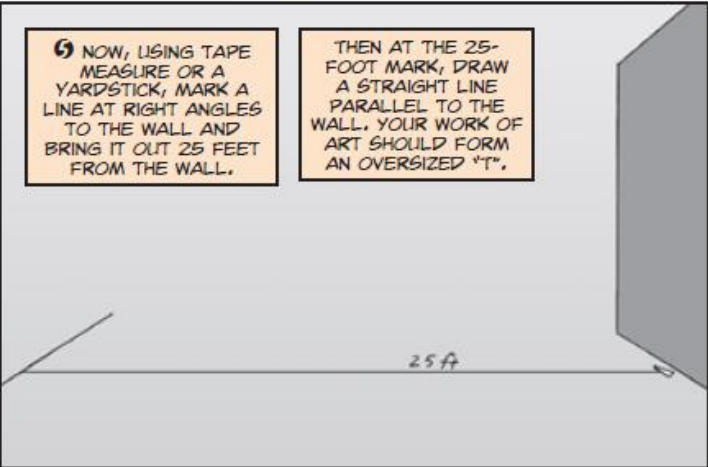 5 NOW, USING TAPE
MEASURE OR A
YARDSTICK, MARK A
LINE AT RIGHT ANGLES
TO THE WALL AND
BRING IT OUT 25 FEET
FROM THE WALL.
THEN AT THE 25-
FOOT MARK, DRAW
A STRAIGHT LINE
PARALLEL TO THE
WALL. YOUR WORK OF
ART SHOULD FORM
AN OVERSIZED "T".
25 ft